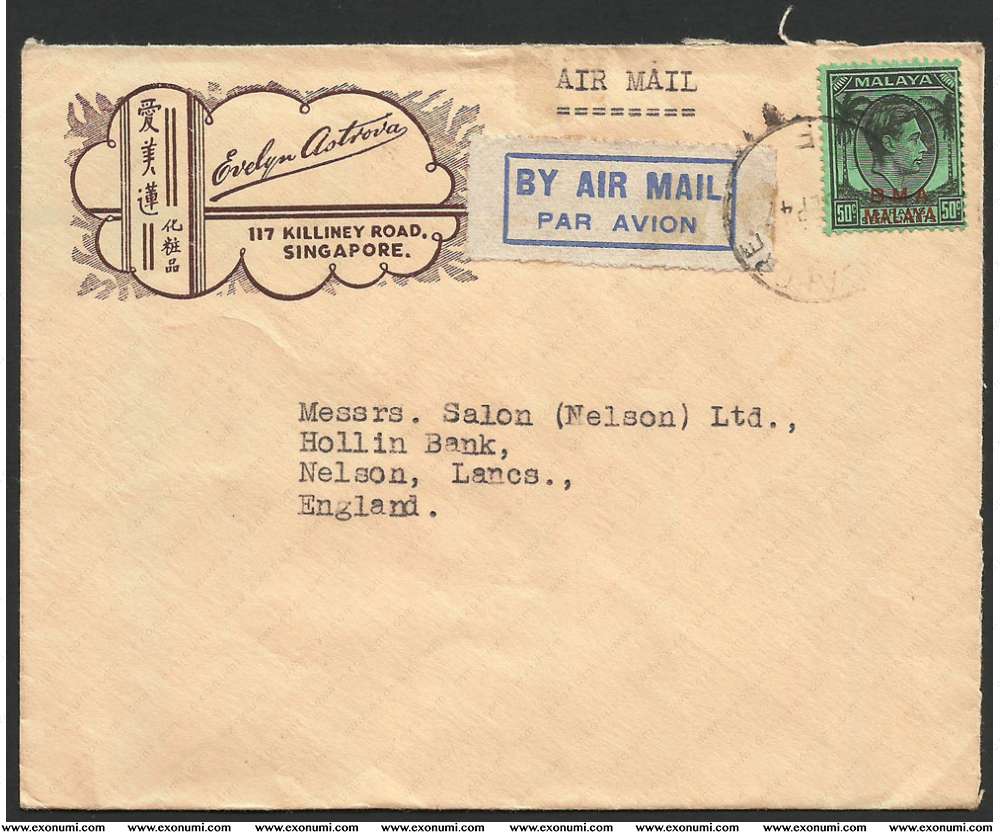 AIR MAIL
愛美蓮
化粧品
Evelyn Astrova
117 KILLINEY ROAD.
SINGAPORE.
BY AIR MAIL
PAR AVION
MALAYA
B M A
MALAYA
50c 50c
Messrs. Salon (Nelson) Ltd.,
Hollin Bank,
Nelson, Lancs.,
England.
www.exonumi.com www.exonumi.com www.exonumi.com www.exonumi.com www.exonumi.com www.exonumi.com www.exonumi.com www.exonumi.com